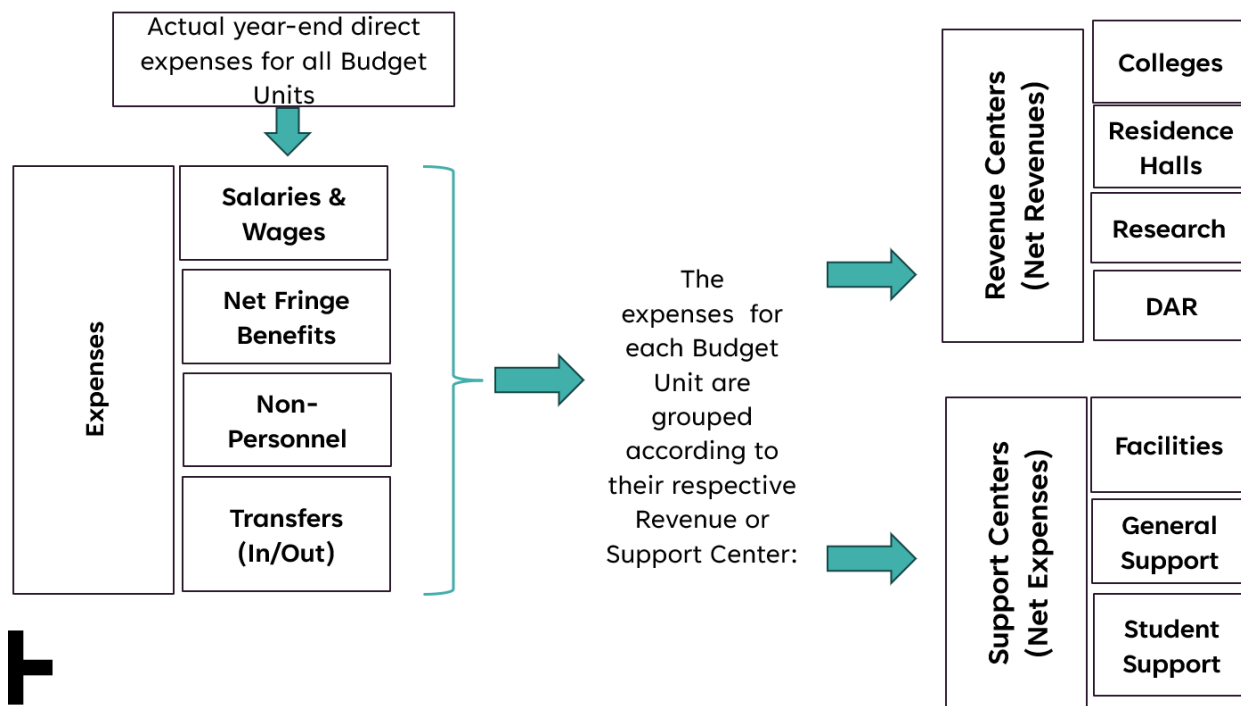 Actual year-end direct
expenses for all Budget
Units
Expenses
Salaries &
Wages
Net Fringe
Benefits
Non-
Personnel
Transfers
(In/Out)
The
expenses for
each Budget
Unit are
grouped
according to
their respective
Revenue or
Support Center:
Revenue Centers
(Net Revenues)
Colleges
Residence
Halls
Research
DAR
Support Centers
(Net Expenses)
Facilities
General
Support
Student
Support